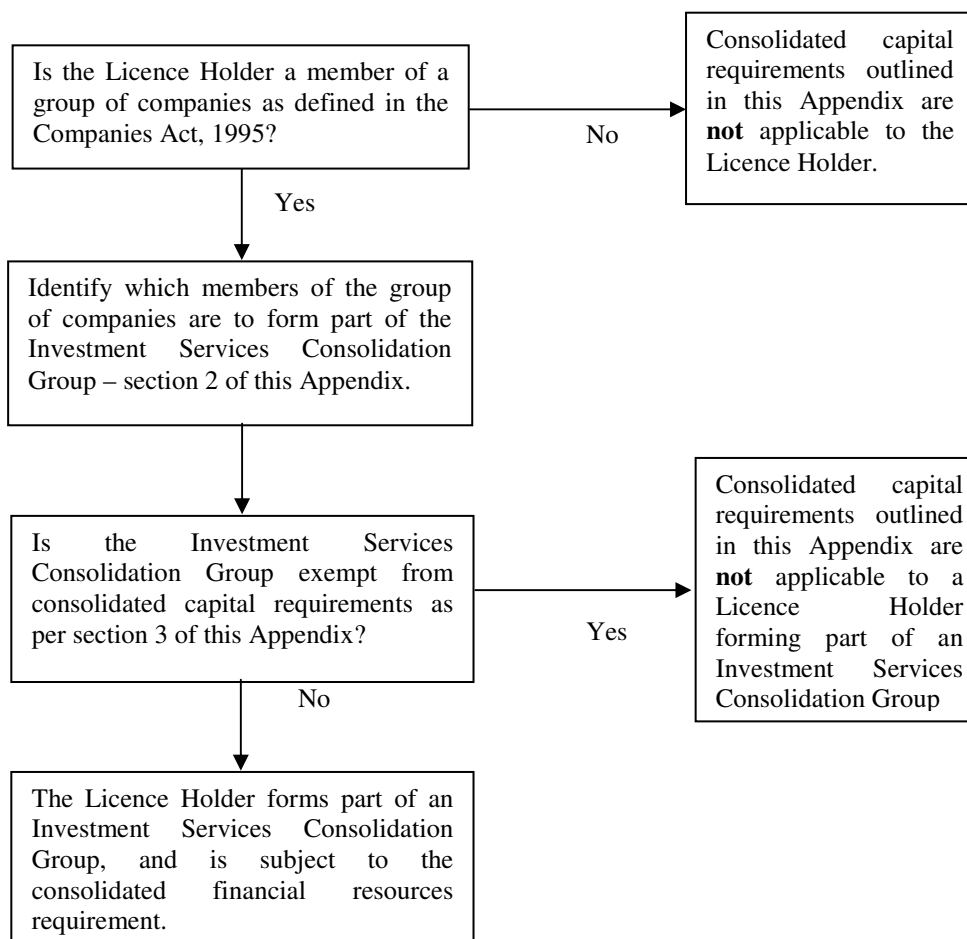 Is the Licence Holder a member of a
group of companies as defined in the
Companies Act, 1995?
No
Consolidated capital
requirements outlined
in this Appendix are
not applicable to the
Licence Holder.
Yes
Identify which members of the group
of companies are to form part of the
Investment Services Consolidation
Group – section 2 of this Appendix.
Is the Investment Services
Consolidation Group exempt from
consolidated capital requirements as
per section 3 of this Appendix?
Yes
Consolidated capital
requirements outlined
in this Appendix are
not applicable to a
Licence Holder
forming part of an
Investment Services
Consolidation Group
No
The Licence Holder forms part of an
Investment Services Consolidation
Group, and is subject to the
consolidated financial resources
requirement.